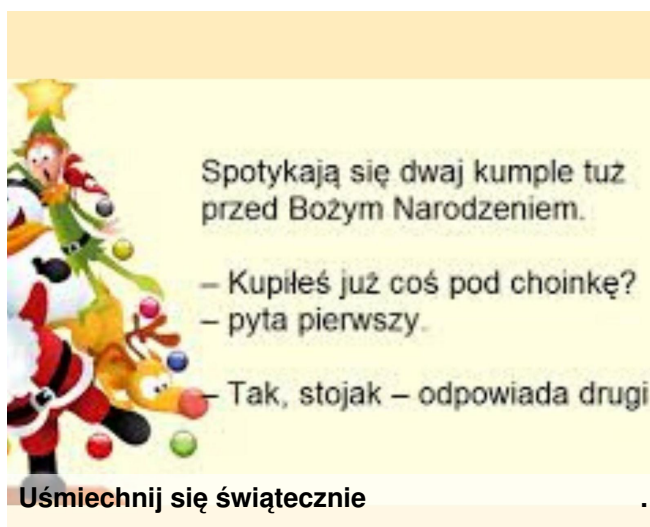 Spotykają się dwaj kumple tuż
przed Bożym Narodzeniem.
– Kupiłeś już coś pod choinkę?
– pyta pierwszy.
– Tak, stojak – odpowiada drugi
Uśmiechnij się świątecznie .